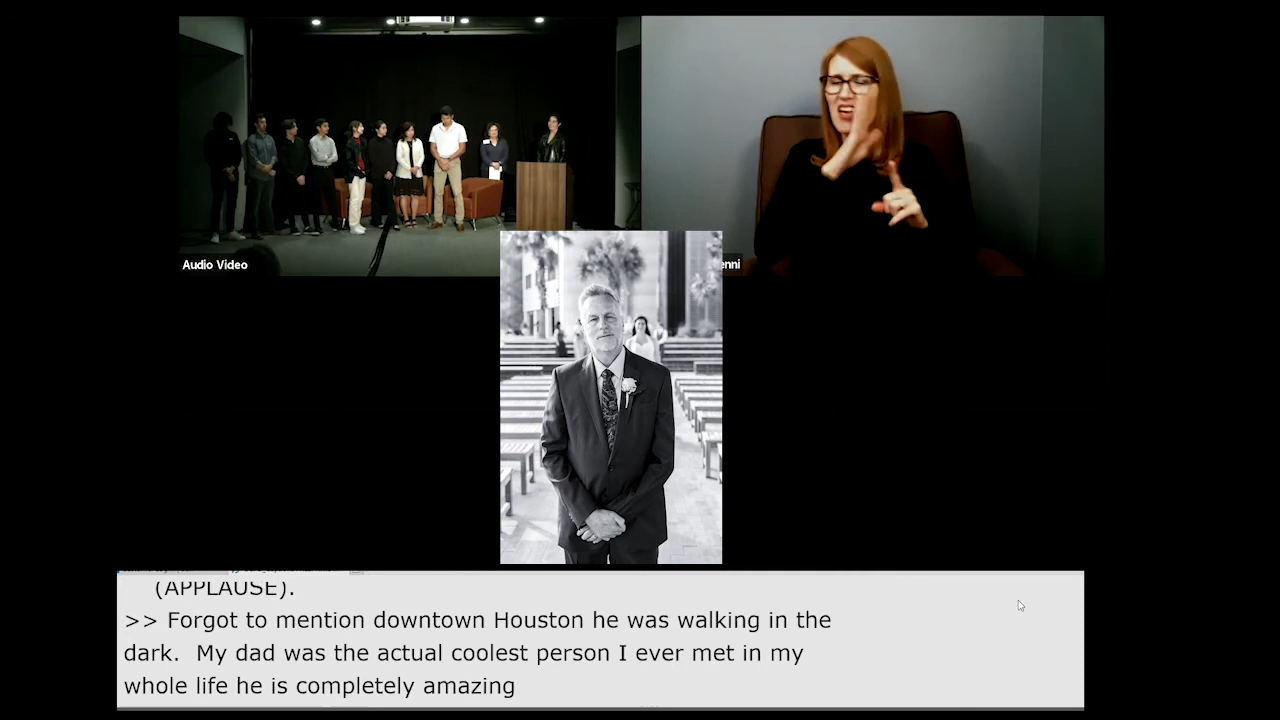 Audio Video
enni
(APPLAUSE).
>> Forgot to mention downtown Houston he was walking in the
dark.  My dad was the actual coolest person I ever met in my
whole life he is completely amazing